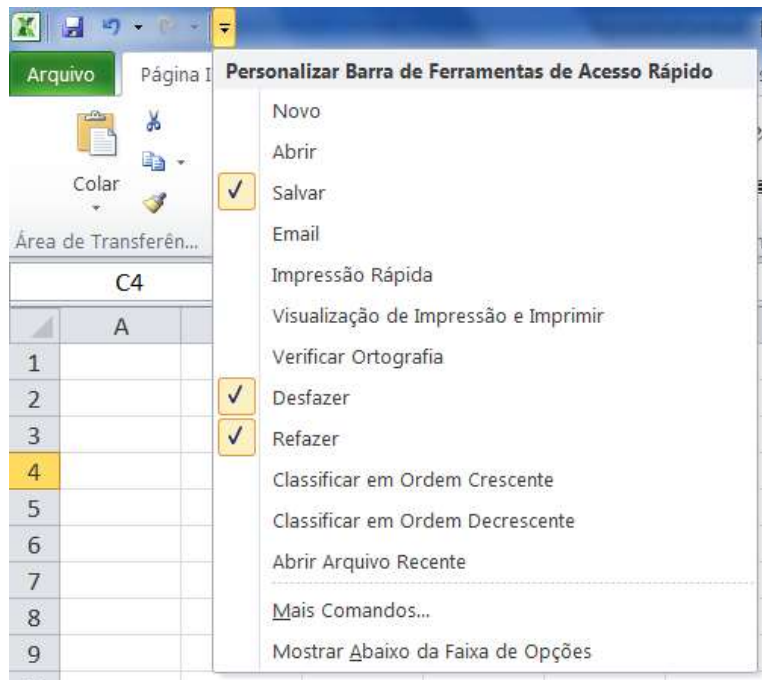 Arquivo
Página I
Personalizar Barra de Ferramentas de Acesso Rápido
Novo
Abrir
Salvar
Email
Impressão Rápida
Visualização de Impressão e Imprimir
Verificar Ortografia
Desfazer
Refazer
Classificar em Ordem Crescente
Classificar em Ordem Decrescente
Abrir Arquivo Recente
Mais Comandos...
Mostrar Abaixo da Faixa de Opções
Colar
Área de Transferên...
C4
A
1
2
3
4
5
6
7
8
9